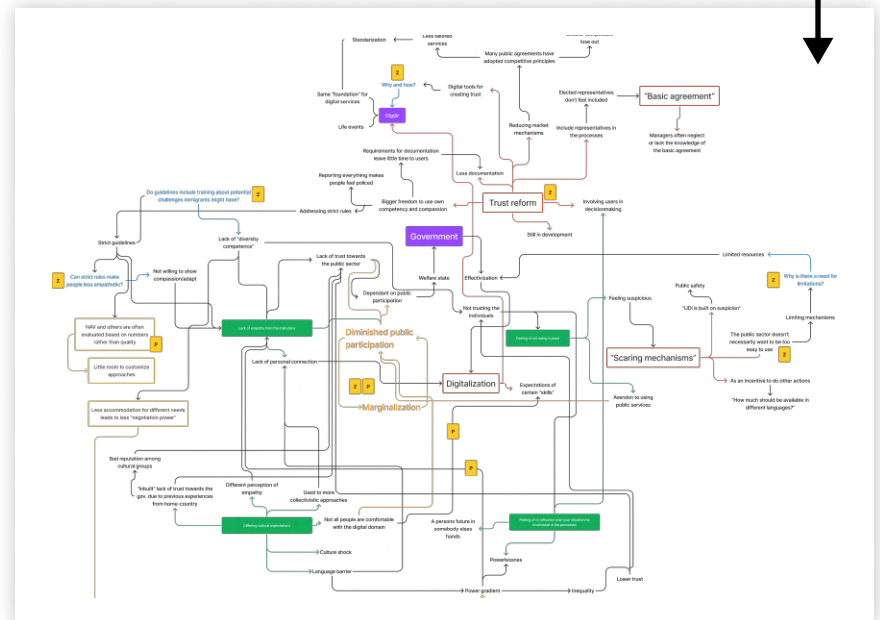 Less tailored
services
Standarization
lose out
Many public agreements have
adopted competitive principles
Z
Why and how?
Digital tools for
creating trust
Elected representatives
don't feel included
"Basic agreement"
Same "foundation" for
digital services
Digdir
Life events
Reducing market
mechanisms
Include representatives in
the processes
Managers often neglect
or lack the knowledge of
the basic agreement
Requirements for documentation
leave little time to users
Less documentation
Reporting everything makes
people feel policed
Do guidelines include training about potential
challenges immigrants might have?
Z
Z
Bigger freedom to use own
competency and compassion
Trust reform
Involving users in
decisionmaking
Addressing strict rules
Still in development
Strict guidelines
Lack of "diversity
competence"
Government
Lack of trust towards
the public sector
Limited resources
Z
Can strict rules make
people less empathetic?
Not willing to show
compassion/adapt
Welfare state
Effectivization
Z
Why is there a need for
limitations?
Public safety
Dependent on public
participation
Feeling suspicious
"UDI is built on suspicion"
Not trusting the
individuals
Limiting mechanisms
NAV and others are often
evaluated based on numbers
rather than quality
P
Diminished public
participation
The public sector doesn't
necessarily want to be too
easy to use
Z
"Scaring mechanisms"
Lack of personal connection
Little room to customize
approaches
Z
P
Digitalization
Expectations of
certain "skills"
As an incentive to do other actions
Marginalization
Aversion to using
public services
"How much should be available in
different languages?"
Less accommodation for different needs
leads to less "negotiation power"
P
Bad reputation among
cultural groups
P
"Inbuilt" lack of trust towards the
gov. due to previous experiences
from home-country
Different perception of
empathy
Used to more
collectivistic approaches
Differing cultural expectations
Not all people are comfortable
with the digital domain
A persons future in
somebody elses
hands
Culture shock
Powerlessness
Language barrier
Lower trust
Power gradient
Inequality